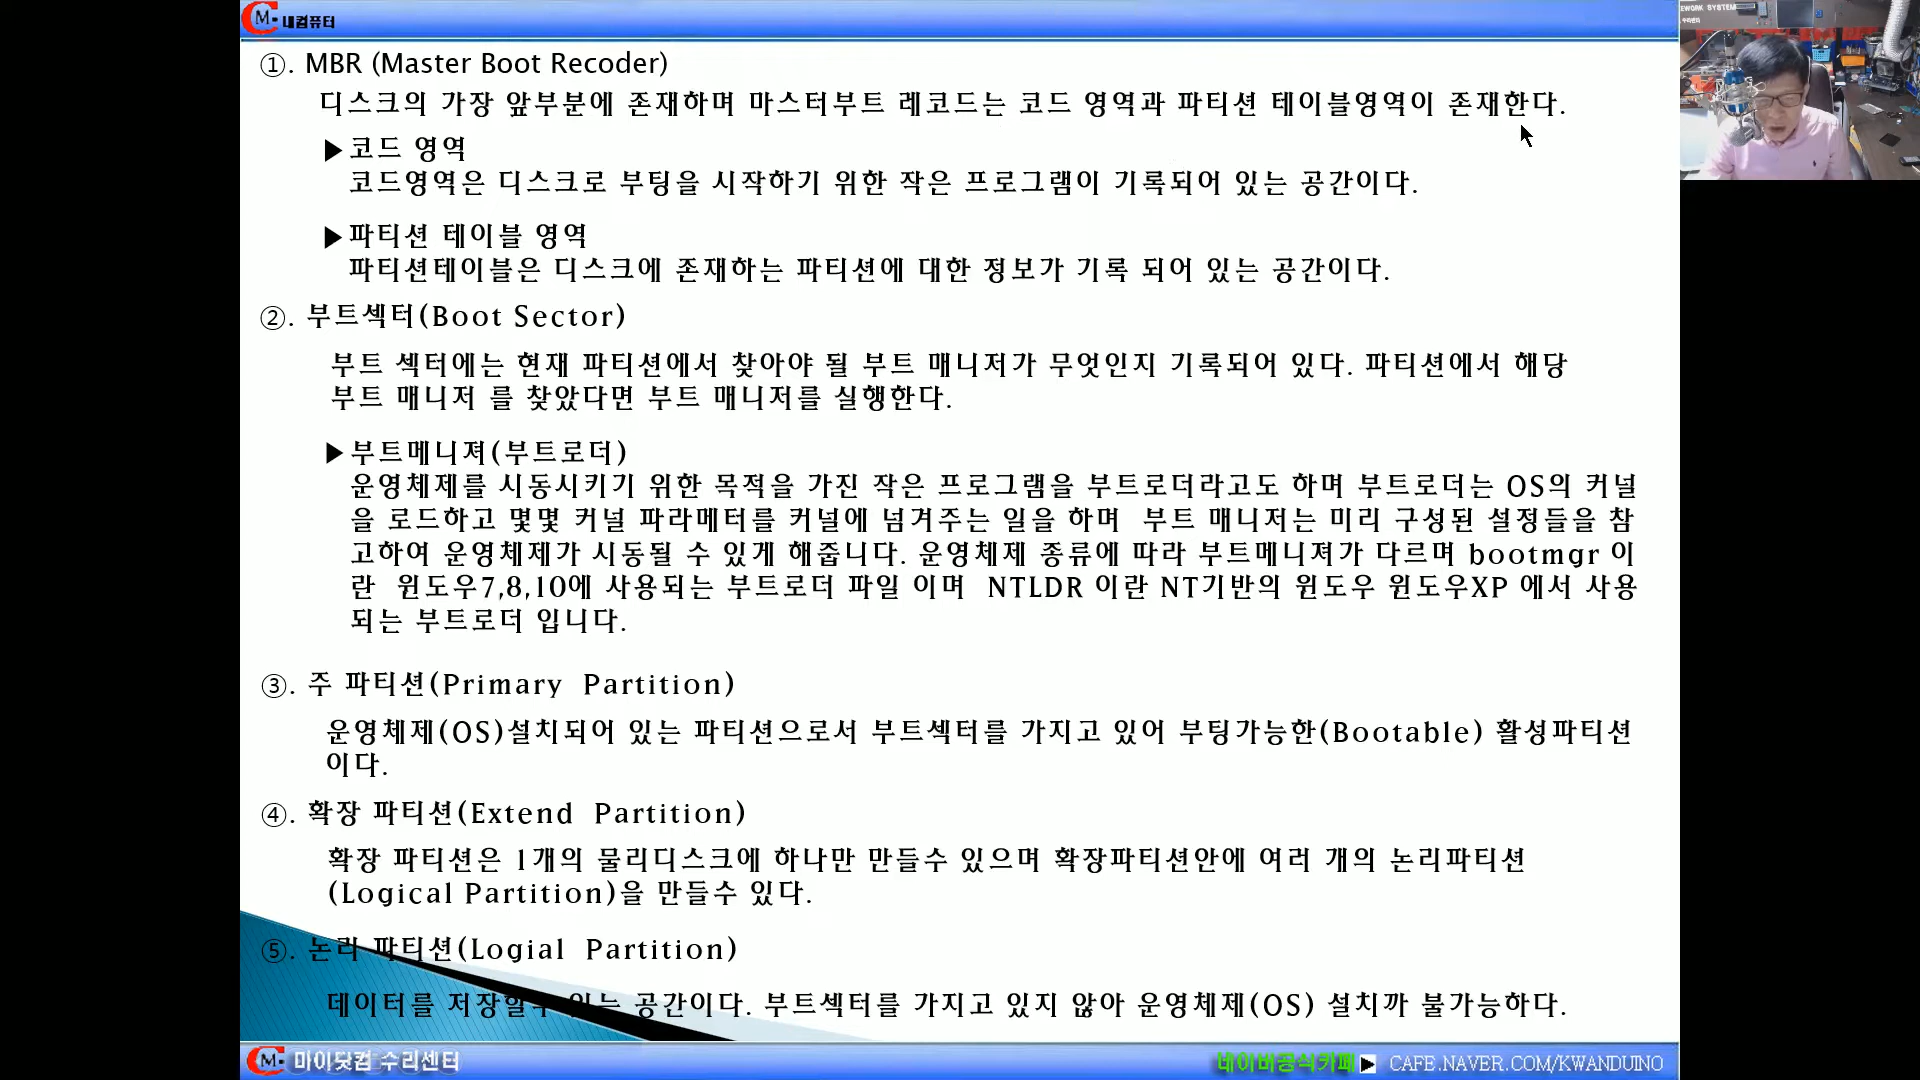 내컴퓨터
①. MBR (Master Boot Recoder)
디스크의 가장 앞부분에 존재하며 마스터부트 레코드는 코드 영역과 파티션 테이블영역이 존재한다.
▶코드 영역
코드영역은 디스크로 부팅을 시작하기 위한 작은 프로그램이 기록되어 있는 공간이다.
▶파티션 테이블 영역
파티션테이블은 디스크에 존재하는 파티션에 대한 정보가 기록 되어 있는 공간이다.
②. 부트섹터(Boot Sector)
부트 섹터에는 현재 파티션에서 찾아야 될 부트 매니저가 무엇인지 기록되어 있다. 파티션에서 해당
부트 매니저 를 찾았다면 부트 매니저를 실행한다.
▶부트메니져(부트로더)
운영체제를 시동시키기 위한 목적을 가진 작은 프로그램을 부트로더라고도 하며 부트로더는 OS의 커널
을 로드하고 몇몇 커널 파라메터를 커널에 넘겨주는 일을 하며 부트 매니저는 미리 구성된 설정들을 참
고하여 운영체제가 시동될 수 있게 해줍니다. 운영체제 종류에 따라 부트메니져가 다르며 bootmgr 이
란 윈도우7,8,10에 사용되는 부트로더 파일 이며 NTLDR 이란 NT기반의 윈도우 윈도우XP 에서 사용
되는 부트로더 입니다.
③. 주 파티션(Primary Partition)
운영체제(OS)설치되어 있는 파티션으로서 부트섹터를 가지고 있어 부팅가능한(Bootable) 활성파티션
이다.
④. 확장 파티션(Extend Partition)
확장 파티션은 1개의 물리디스크에 하나만 만들수 있으며 확장파티션안에 여러 개의 논리파티션
(Logical Partition)을 만들수 있다.
⑤. 논리 파티션(Logial Partition)
데이터를 저장할수 있는 공간이다. 부트섹터를 가지고 있지 않아 운영체제(OS) 설치까 불가능하다.
마이닷컴 수리센터
네이버공식카페 ▶ CAFE.NAVER.COM/KWANDUINO